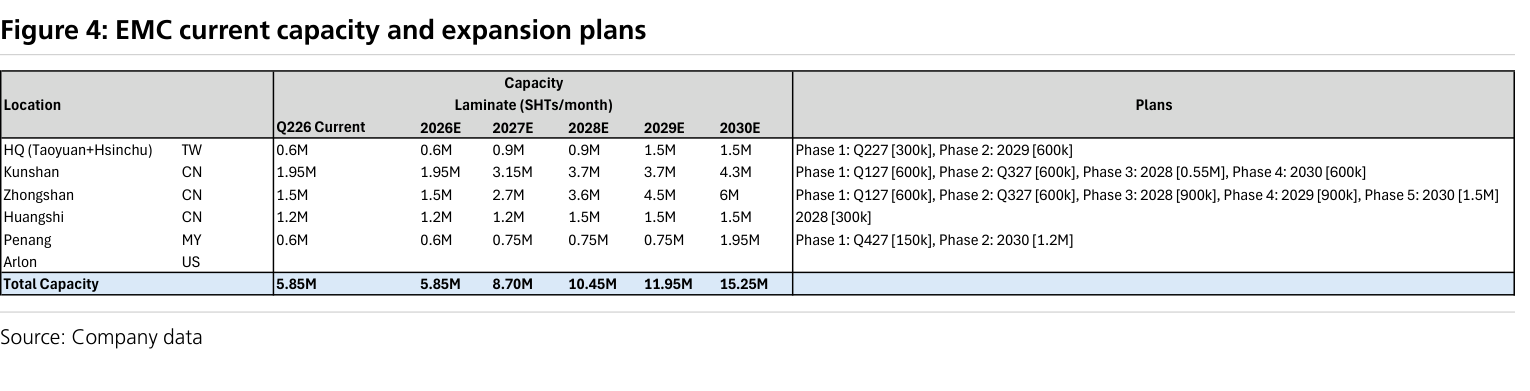 Figure 4: EMC current capacity and expansion plans
Capacity
Location Laminate (SHTs/month) Plans
Q226 Current 2026E 2027E 2028E 2029E 2030E
HQ (Taoyuan+Hsinchu) TW 0.6M 0.6M 0.9M 0.9M 1.5M 1.5M Phase 1: Q227 [300k], Phase 2: 2029 [600k]
Kunshan CN 1.95M 1.95M 3.15M 3.7M 3.7M 4.3M Phase 1: Q127 [600k], Phase 2: Q327 [600k], Phase 3: 2028 [0.55M], Phase 4: 2030 [600k]
Zhongshan CN 1.5M 1.5M 2.7M 3.6M 4.5M 6M Phase 1: Q127 [600k], Phase 2: Q327 [600k], Phase 3: 2028 [900k], Phase 4: 2029 [900k], Phase 5: 2030 [1.5M]
Huangshi CN 1.2M 1.2M 1.2M 1.5M 1.5M 1.5M 2028 [300k]
Penang MY 0.6M 0.6M 0.75M 0.75M 0.75M 1.95M Phase 1: Q427 [150k], Phase 2: 2030 [1.2M]
Arlon US
Total Capacity 5.85M 5.85M 8.70M 10.45M 11.95M 15.25M
Source: Company data